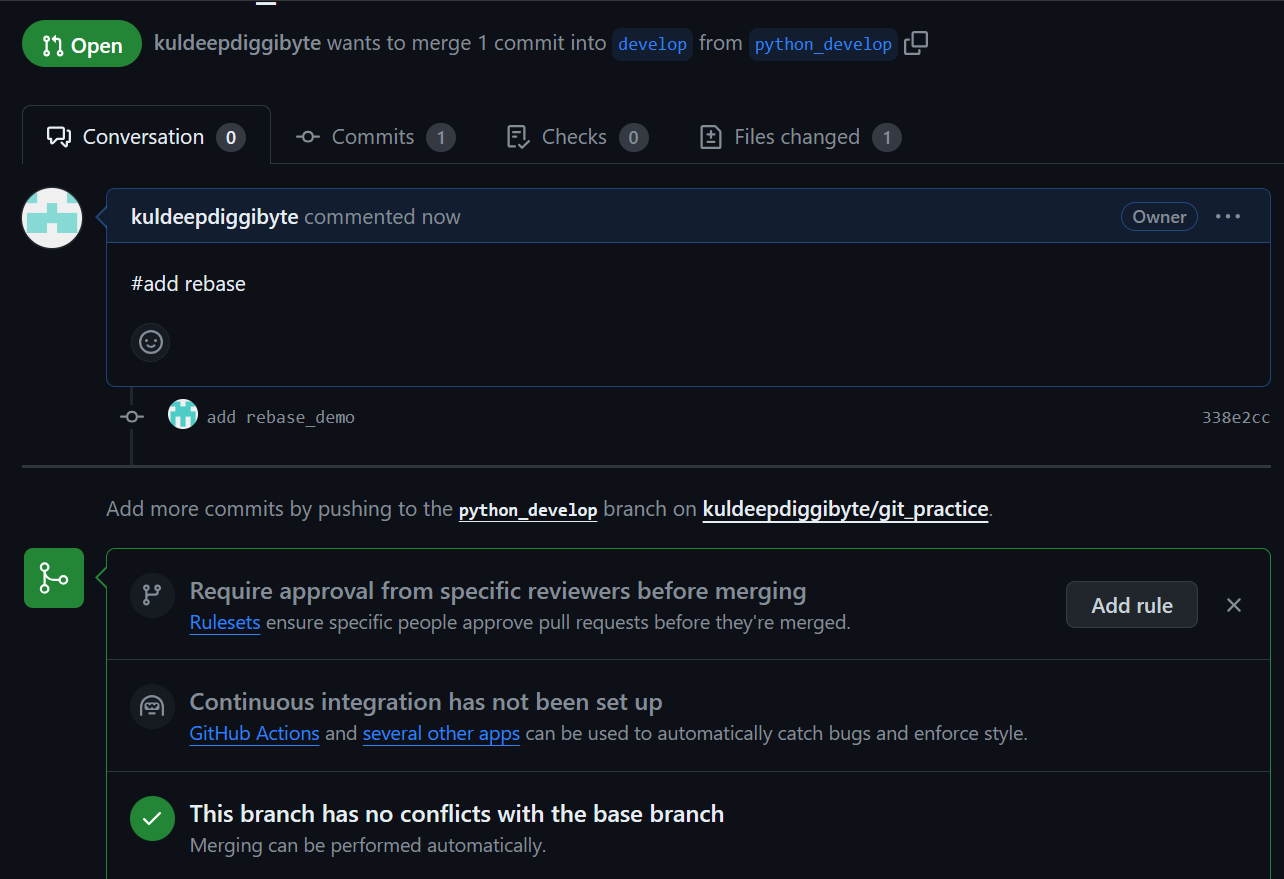 Open kuldeepdiggibyte wants to merge 1 commit into develop from python_develop
Conversation 0 Commits 1 Checks 0 Files changed 1
kuldeepdiggibyte commented now Owner
#add rebase
add rebase_demo 338e2cc
Add more commits by pushing to the python_develop branch on kuldeepdiggibyte/git_practice.
Require approval from specific reviewers before merging
Rulesets ensure specific people approve pull requests before they're merged.
Add rule
Continuous integration has not been set up
GitHub Actions and several other apps can be used to automatically catch bugs and enforce style.
This branch has no conflicts with the base branch
Merging can be performed automatically.